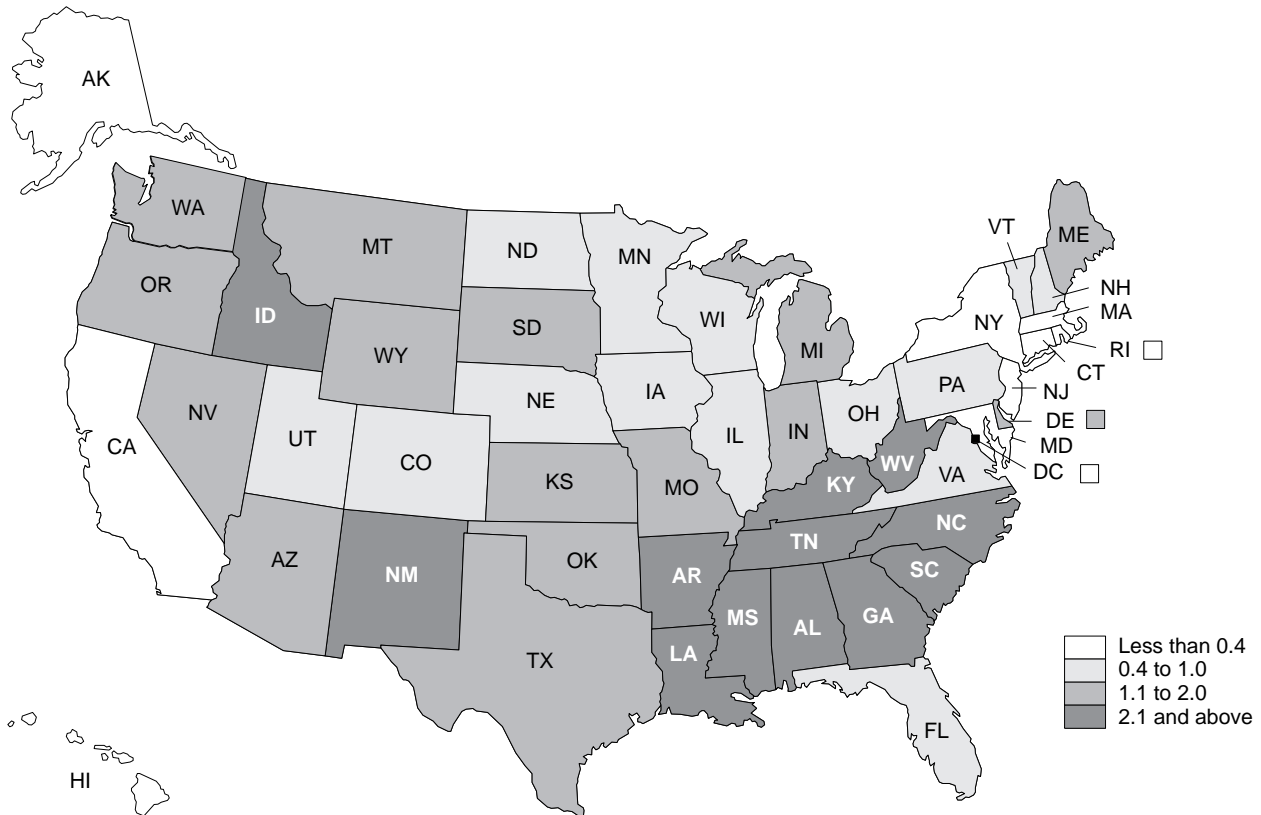 AK
WA
MT
ND
MN
VT
ME
OR
ID
SD
WI
NH
MA
NY
WY
MI
RI
CT
NV
NE
IA
PA
NJ
UT
CO
IL
IN
OH
DE
MD
DC
CA
KS
MO
WV
KY
VA
AZ
NM
OK
AR
TN
NC
SC
TX
LA
MS
AL
GA
FL
HI
Less than 0.4
0.4 to 1.0
1.1 to 2.0
2.1 and above